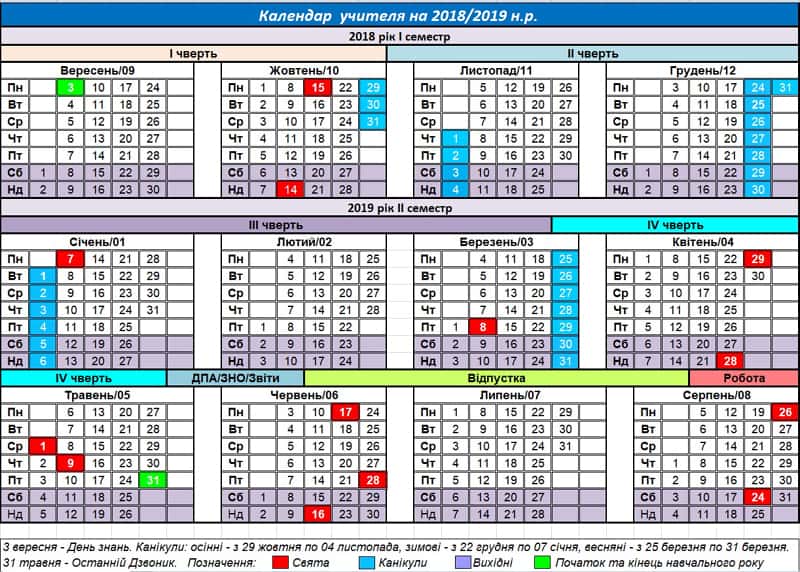 Календар учителя на 2018/2019 н.р.
2018 рік І семестр
І чверть ІІ чверть
Вересень/09 Жовтень/10 Листопад/11 Грудень/12
Пн 3 10 17 24 Пн 1 8 15 22 29 Пн 5 12 19 26 Пн 3 10 17 24 31
Вт 4 11 18 25 Вт 2 9 16 23 30 Вт 6 13 20 27 Вт 4 11 18 25
Ср 5 12 19 26 Ср 3 10 17 24 31 Ср 7 14 21 28 Ср 5 12 19 26
Чт 6 13 20 27 Чт 4 11 18 25 Чт 1 8 15 22 29 Чт 6 13 20 27
Пт 7 14 21 28 Пт 5 12 19 26 Пт 2 9 16 23 30 Пт 7 14 21 28
Сб 1 8 15 22 29 Сб 6 13 20 27 Сб 3 10 17 24 Сб 1 8 15 22 29
Нд 2 9 16 23 30 Нд 7 14 21 28 Нд 4 11 18 25 Нд 2 9 16 23 30
2019 рік ІІ семестр
ІІІ чверть ІV чверть
Січень/01 Лютий/02 Березень/03 Квітень/04
Пн 7 14 21 28 Пн 4 11 18 25 Пн 4 11 18 25 Пн 1 8 15 22 29
Вт 1 8 15 22 29 Вт 5 12 19 26 Вт 5 12 19 26 Вт 2 9 16 23 30
Ср 2 9 16 23 30 Ср 6 13 20 27 Ср 6 13 20 27 Ср 3 10 17 24
Чт 3 10 17 24 31 Чт 7 14 21 28 Чт 7 14 21 28 Чт 4 11 18 25
Пт 4 11 18 25 Пт 1 8 15 22 Пт 1 8 15 22 29 Пт 5 12 19 26
Сб 5 12 19 26 Сб 2 9 16 23 Сб 2 9 16 23 30 Сб 6 13 20 27
Нд 6 13 20 27 Нд 3 10 17 24 Нд 3 10 17 24 31 Нд 7 14 21 28
IV чверть ДПА/ЗНО/Звіти Відпустка Робота
Травень/05 Червень/06 Липень/07 Серпень/08
Пн 6 13 20 27 Пн 3 10 17 24 Пн 1 8 15 22 29 Пн 5 12 19 26
Вт 7 14 21 28 Вт 4 11 18 25 Вт 2 9 16 23 30 Вт 6 13 20 27
Ср 1 8 15 22 29 Ср 5 12 19 26 Ср 3 10 17 24 31 Ср 7 14 21 28
Чт 2 9 16 23 30 Чт 6 13 20 27 Чт 4 11 18 25 Чт 1 8 15 22 29
Пт 3 10 17 24 31 Пт 7 14 21 28 Пт 5 12 19 26 Пт 2 9 16 23 30
Сб 4 11 18 25 Сб 1 8 15 22 29 Сб 6 13 20 27 Сб 3 10 17 24 31
Нд 5 12 19 26 Нд 2 9 16 23 30 Нд 7 14 21 28 Нд 4 11 18 25
3 вересня - День знань. Канікули: осінні - з 29 жовтня по 04 листопада, зимові - з 22 грудня по 07 січня, весняні - з 25 березня по 31 березня.
31 травня - Останній Дзвоник. Позначення: Свята Канікули Вихідні Початок та кінець навчального року